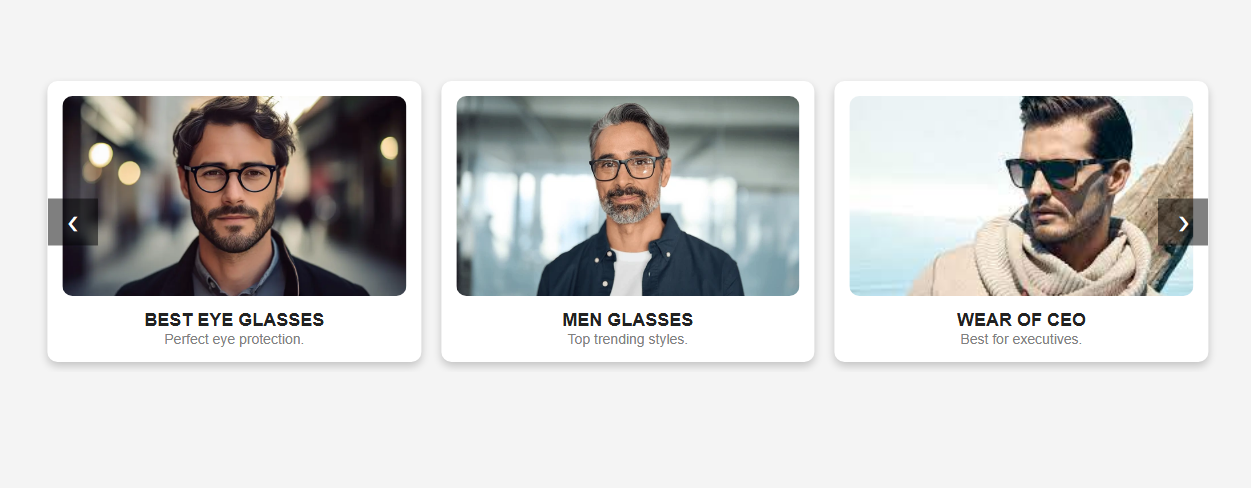 ❮
❯
BEST EYE GLASSES
Perfect eye protection.
MEN GLASSES
Top trending styles.
WEAR OF CEO
Best for executives.